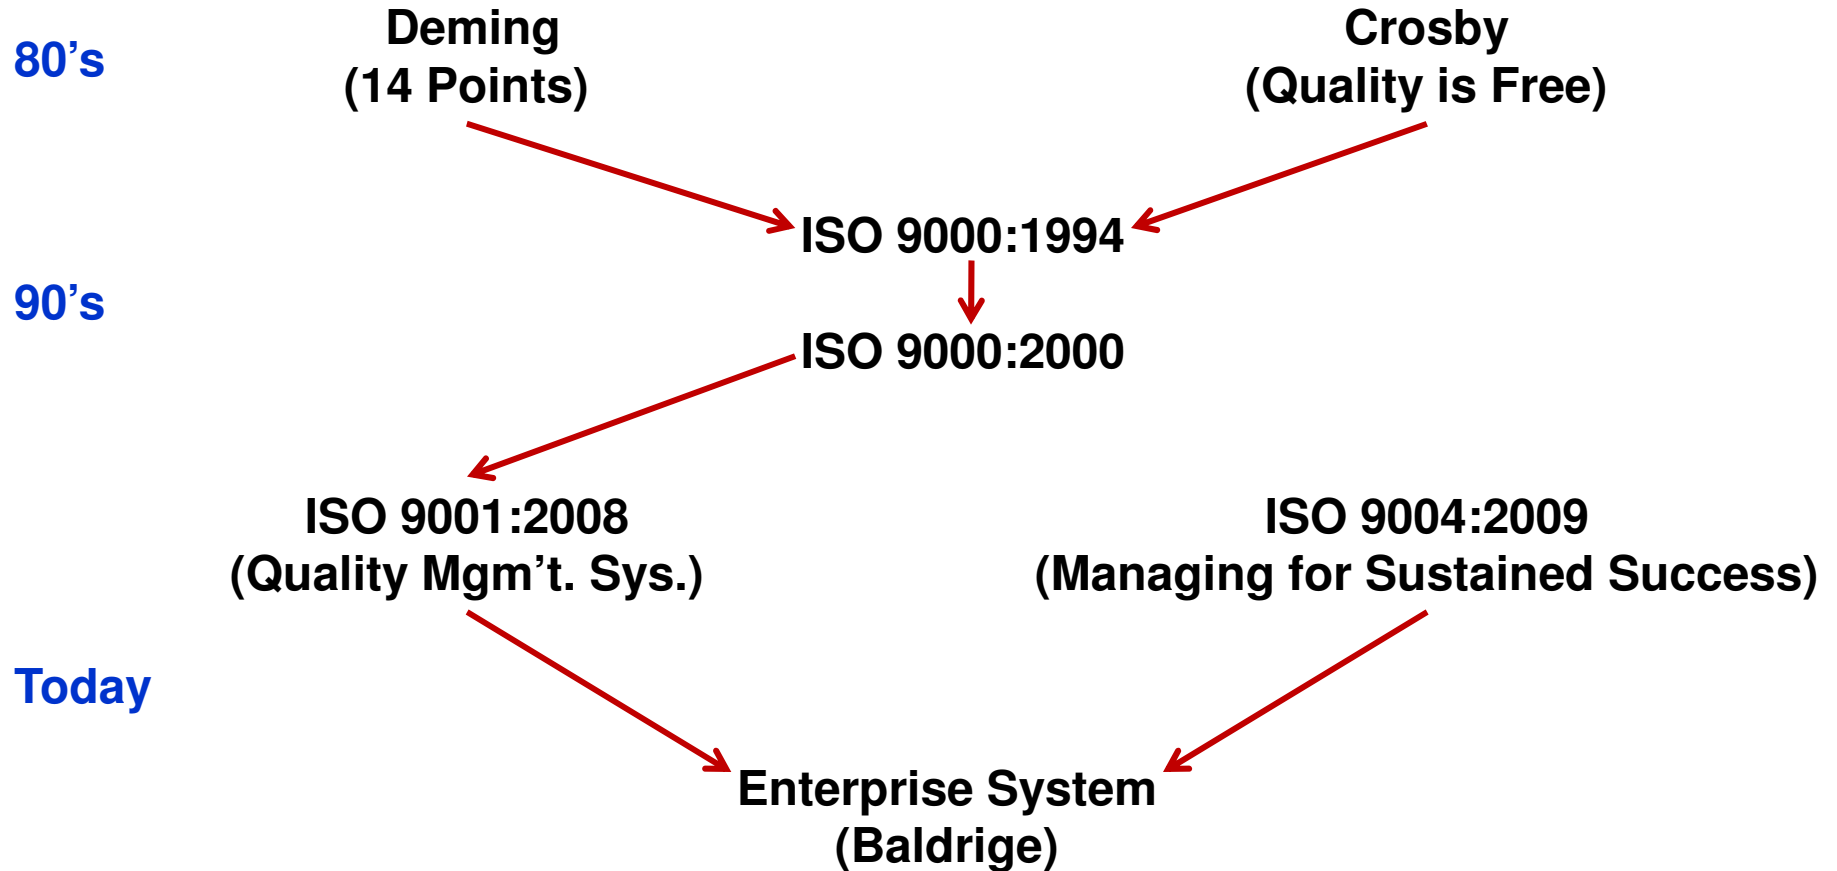 80’s
Deming
(14 Points)
Crosby
(Quality is Free)
ISO 9000:1994
90’s
ISO 9000:2000
ISO 9001:2008
(Quality Mgm’t. Sys.)
ISO 9004:2009
(Managing for Sustained Success)
Today
Enterprise System
(Baldrige)